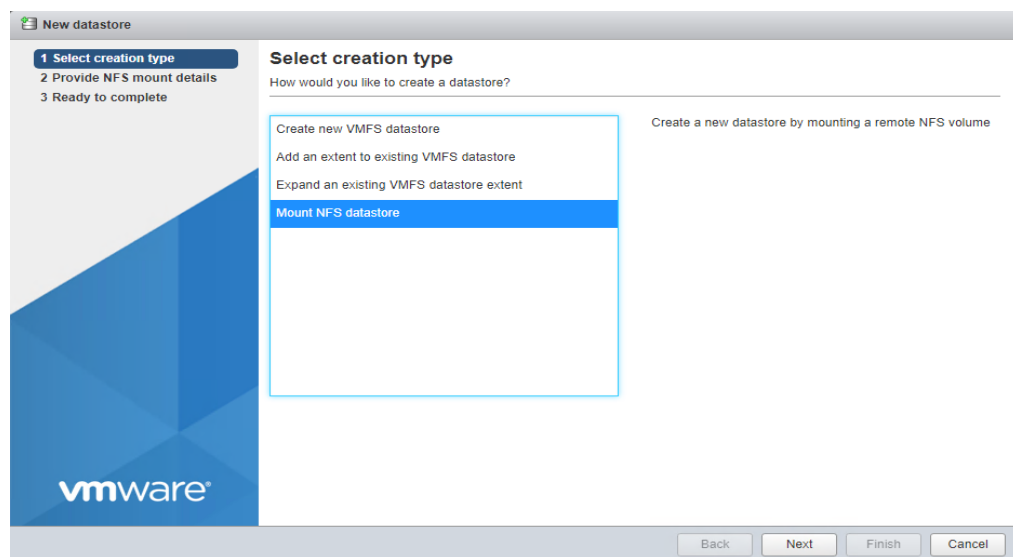 New datastore
1 Select creation type
2 Provide NFS mount details
3 Ready to complete
Select creation type
How would you like to create a datastore?
Create new VMFS datastore
Add an extent to existing VMFS datastore
Expand an existing VMFS datastore extent
Mount NFS datastore
Create a new datastore by mounting a remote NFS volume
vmware®
Back
Next
Finish
Cancel